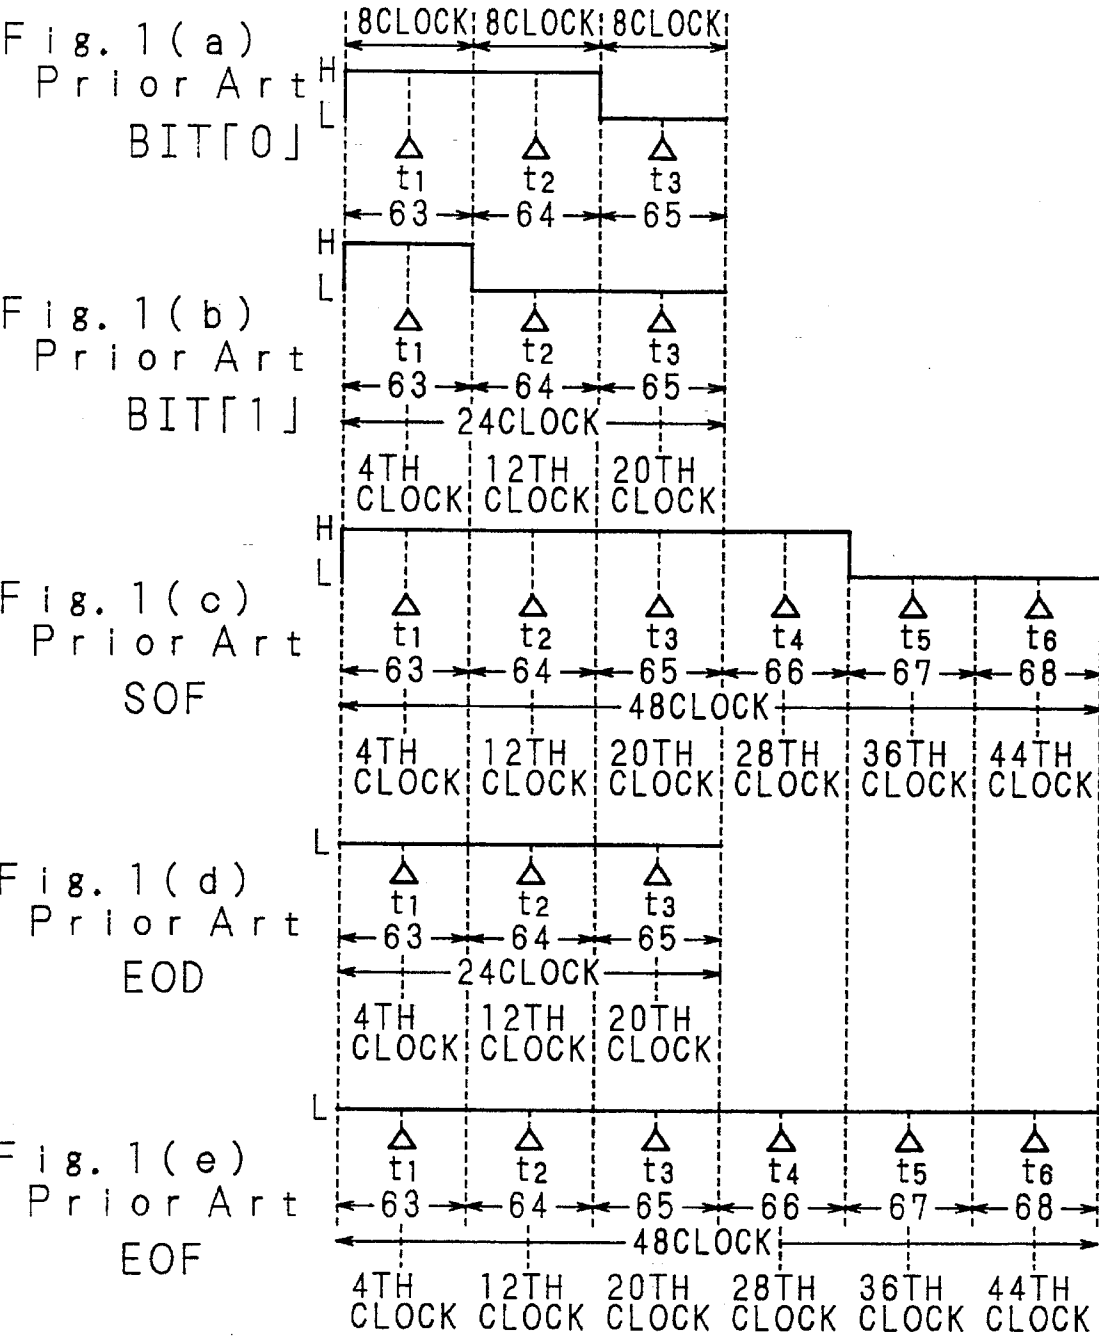 8CLOCK 8CLOCK 8CLOCK
Fig. 1(a)
Prior Art
BIT「0」
H
L
t1 t2 t3
63 64 65
H
L
Fig. 1(b)
Prior Art
BIT「1」
t1 t2 t3
63 64 65
24CLOCK
4TH CLOCK 12TH CLOCK 20TH CLOCK
H
L
Fig. 1(c)
Prior Art
SOF
t1 t2 t3 t4 t5 t6
63 64 65 66 67 68
48CLOCK
4TH CLOCK 12TH CLOCK 20TH CLOCK 28TH CLOCK 36TH CLOCK 44TH CLOCK
L
Fig. 1(d)
Prior Art
EOD
t1 t2 t3
63 64 65
24CLOCK
4TH CLOCK 12TH CLOCK 20TH CLOCK
L
Fig. 1(e)
Prior Art
EOF
t1 t2 t3 t4 t5 t6
63 64 65 66 67 68
48CLOCK
4TH CLOCK 12TH CLOCK 20TH CLOCK 28TH CLOCK 36TH CLOCK 44TH CLOCK